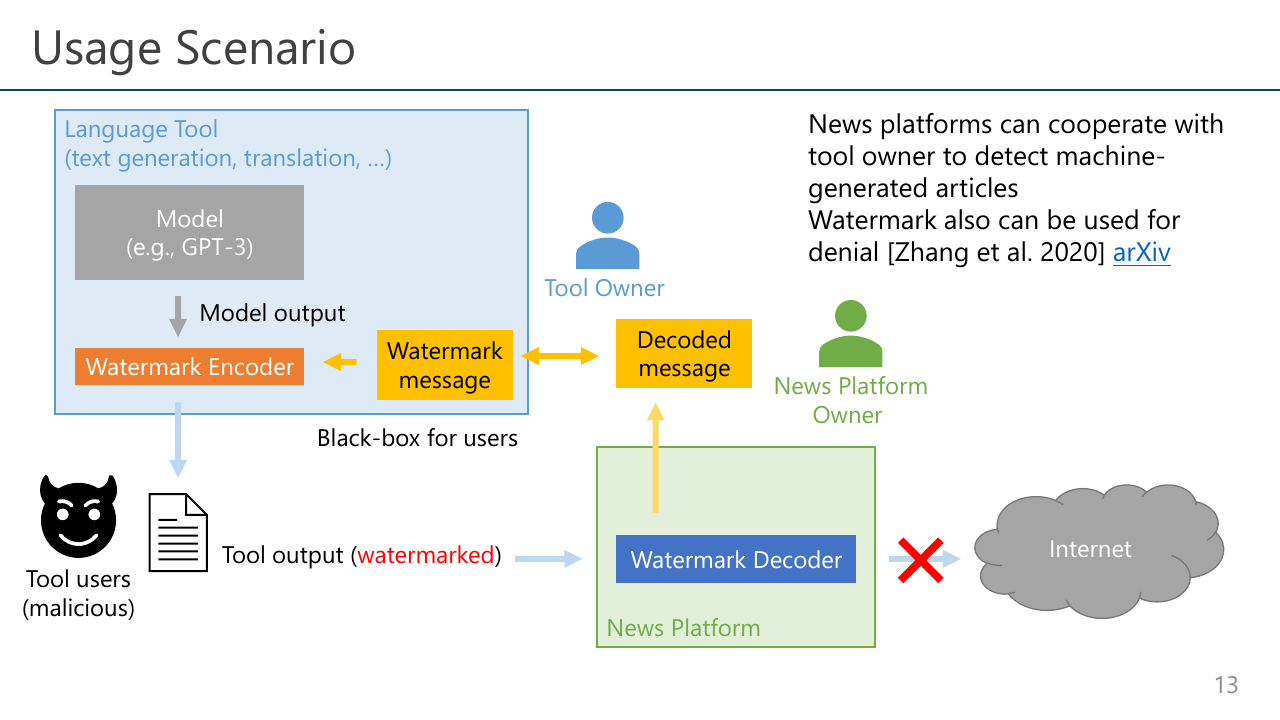 Usage Scenario
Language Tool
(text generation, translation, …)
Model
(e.g., GPT-3)
Model output
Watermark Encoder
Watermark
message
Black-box for users
Tool Owner
Decoded
message
News platforms can cooperate with
tool owner to detect machine-
generated articles
Watermark also can be used for
denial [Zhang et al. 2020] arXiv
News Platform
Owner
Tool users
(malicious)
Tool output (watermarked)
Watermark Decoder
News Platform
Internet
13